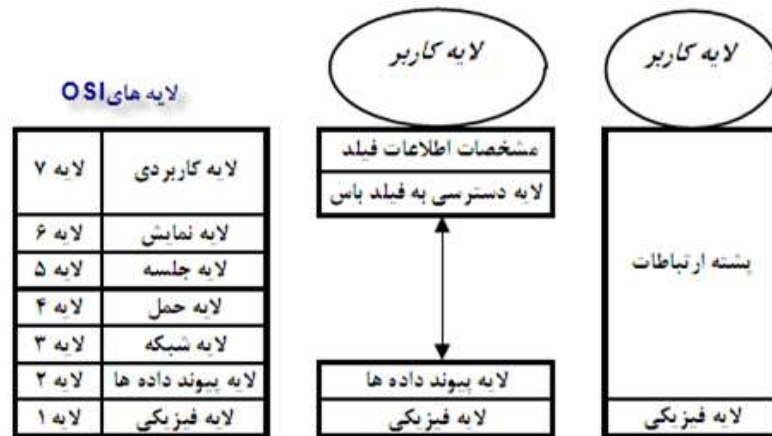 لایه کاربر
لایه کاربر
لایه های OSI
مشخصات اطلاعات فیلد
لایه دسترسی به فیلد باس
لایه کاربردی
لایه ۷
لایه نمایش
لایه ۶
لایه جلسه
لایه ۵
لایه حمل
لایه ۴
لایه شبکه
لایه ۳
لایه پیوند داده ها
لایه ۲
لایه فیزیکی
لایه ۱
لایه پیوند داده ها
لایه فیزیکی
پشته ارتباطات
لایه فیزیکی